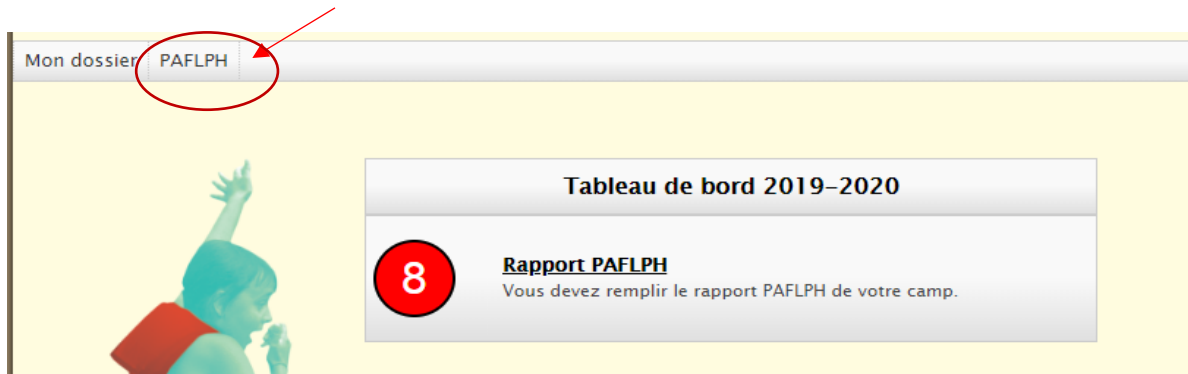 Mon dossier PAFLPH
Tableau de bord 2019-2020
8
Rapport PAFLPH
Vous devez remplir le rapport PAFLPH de votre camp.